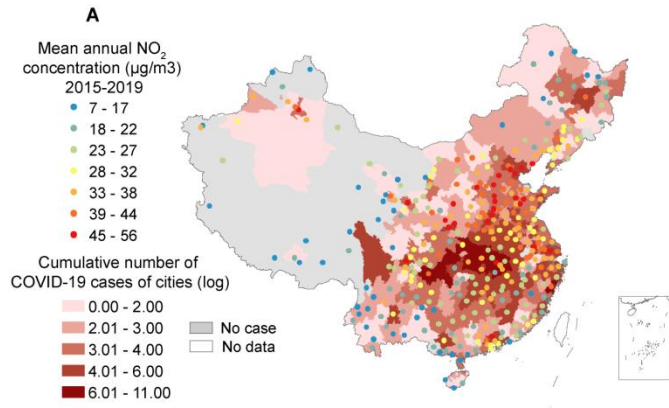 A
Mean annual NO₂
concentration (μg/m3)
2015-2019
7 - 17
18 - 22
23 - 27
28 - 32
33 - 38
39 - 44
45 - 56
Cumulative number of
COVID-19 cases of cities (log)
0.00 - 2.00
2.01 - 3.00
3.01 - 4.00
4.01 - 6.00
6.01 - 11.00
No case
No data